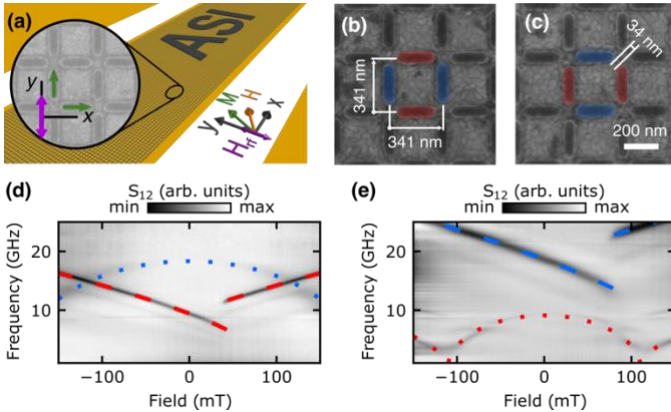 (a)
ASI
y
x
y
M
H
x
H_rf
(b)
341 nm
341 nm
(c)
34 nm
200 nm
(d)
S₁₂ (arb. units)
min max
Frequency (GHz)
20
10
−100 0 100
Field (mT)
(e)
S₁₂ (arb. units)
min max
Frequency (GHz)
20
10
−100 0 100
Field (mT)